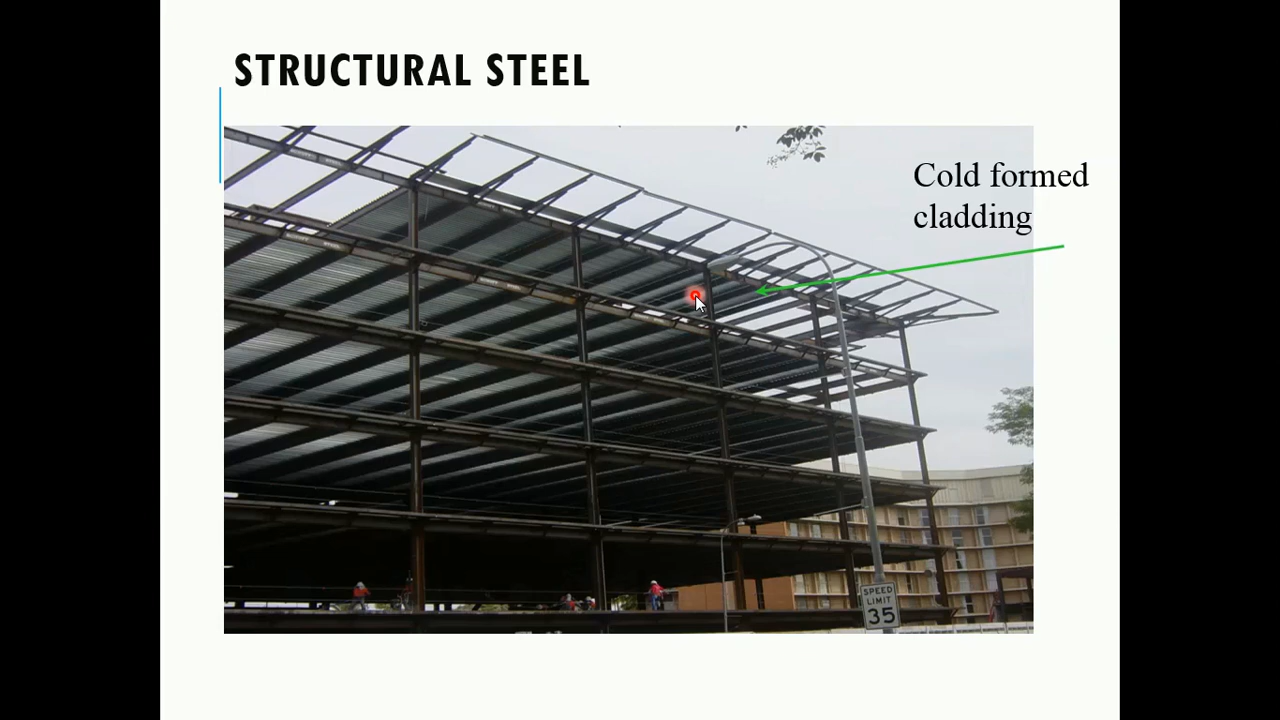 STRUCTURAL STEEL
Cold formed
cladding
SPEED
LIMIT
35